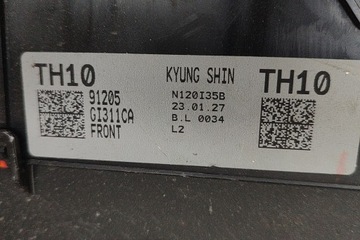 TH10 KYUNG SHIN TH10
91205 N120I35B
GI311CA 23.01.27
FRONT B.L 0034
L2